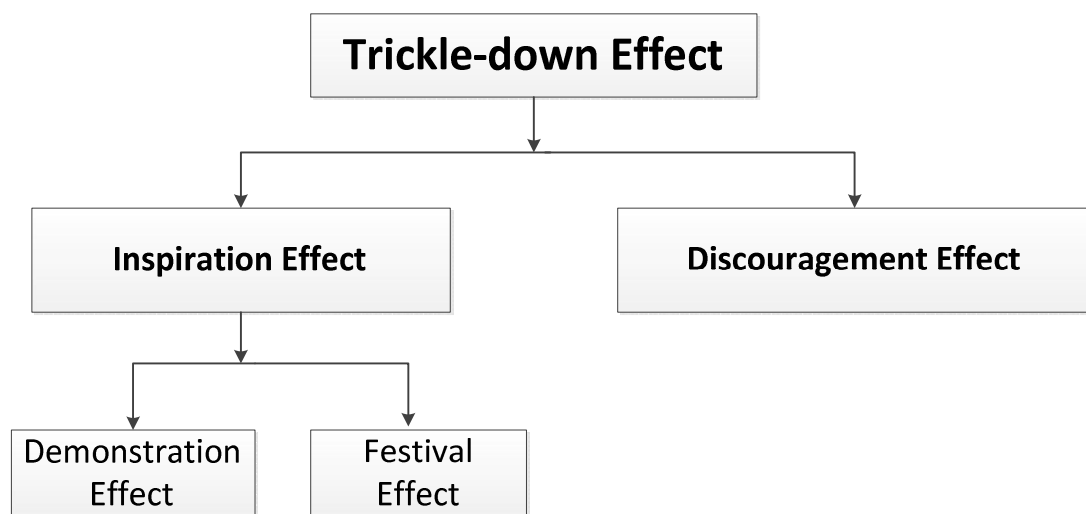 Trickle-down Effect
Inspiration Effect
Discouragement Effect
Demonstration
Effect
Festival
Effect